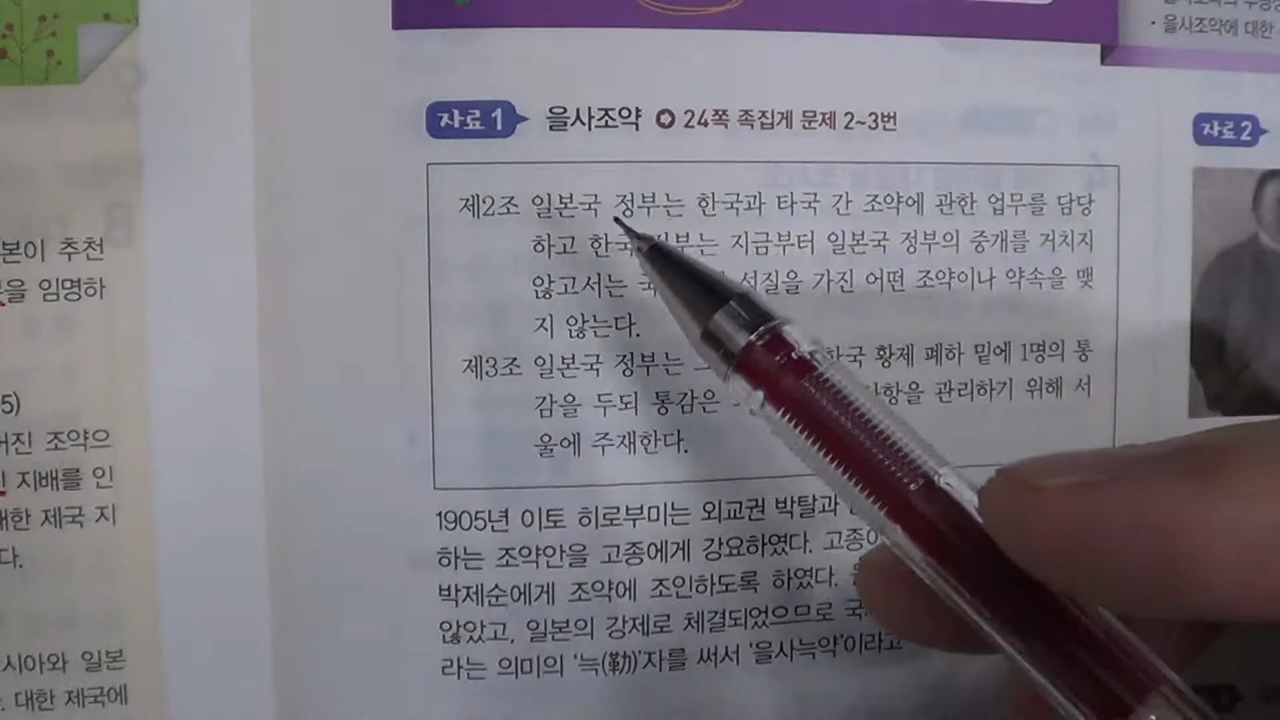 을사조약에 대한
본이 추천
을 임명하
5)
어진 조약으
지배를 인
대한 제국 지
다.
시아와 일본
대한 제국에
자료 1 을사조약 24쪽 족집게 문제 2~3번
제2조 일본국 정부는 한국과 타국 간 조약에 관한 업무를 담당
하고 한국 정부는 지금부터 일본국 정부의 중개를 거치지
않고서는 성질을 가진 어떤 조약이나 약속을 맺
지 않는다.
제3조 일본국 정부는 한국 황제 폐하 밑에 1명의 통
감을 두되 통감은 사항을 관리하기 위해 서
울에 주재한다.
1905년 이토 히로부미는 외교권 박탈과
하는 조약안을 고종에게 강요하였다. 고종이
박제순에게 조약에 조인하도록 하였다.
않았고, 일본의 강제로 체결되었으므로
라는 의미의 '늑(勒)'자를 써서 '을사늑약'이라고
자료 2